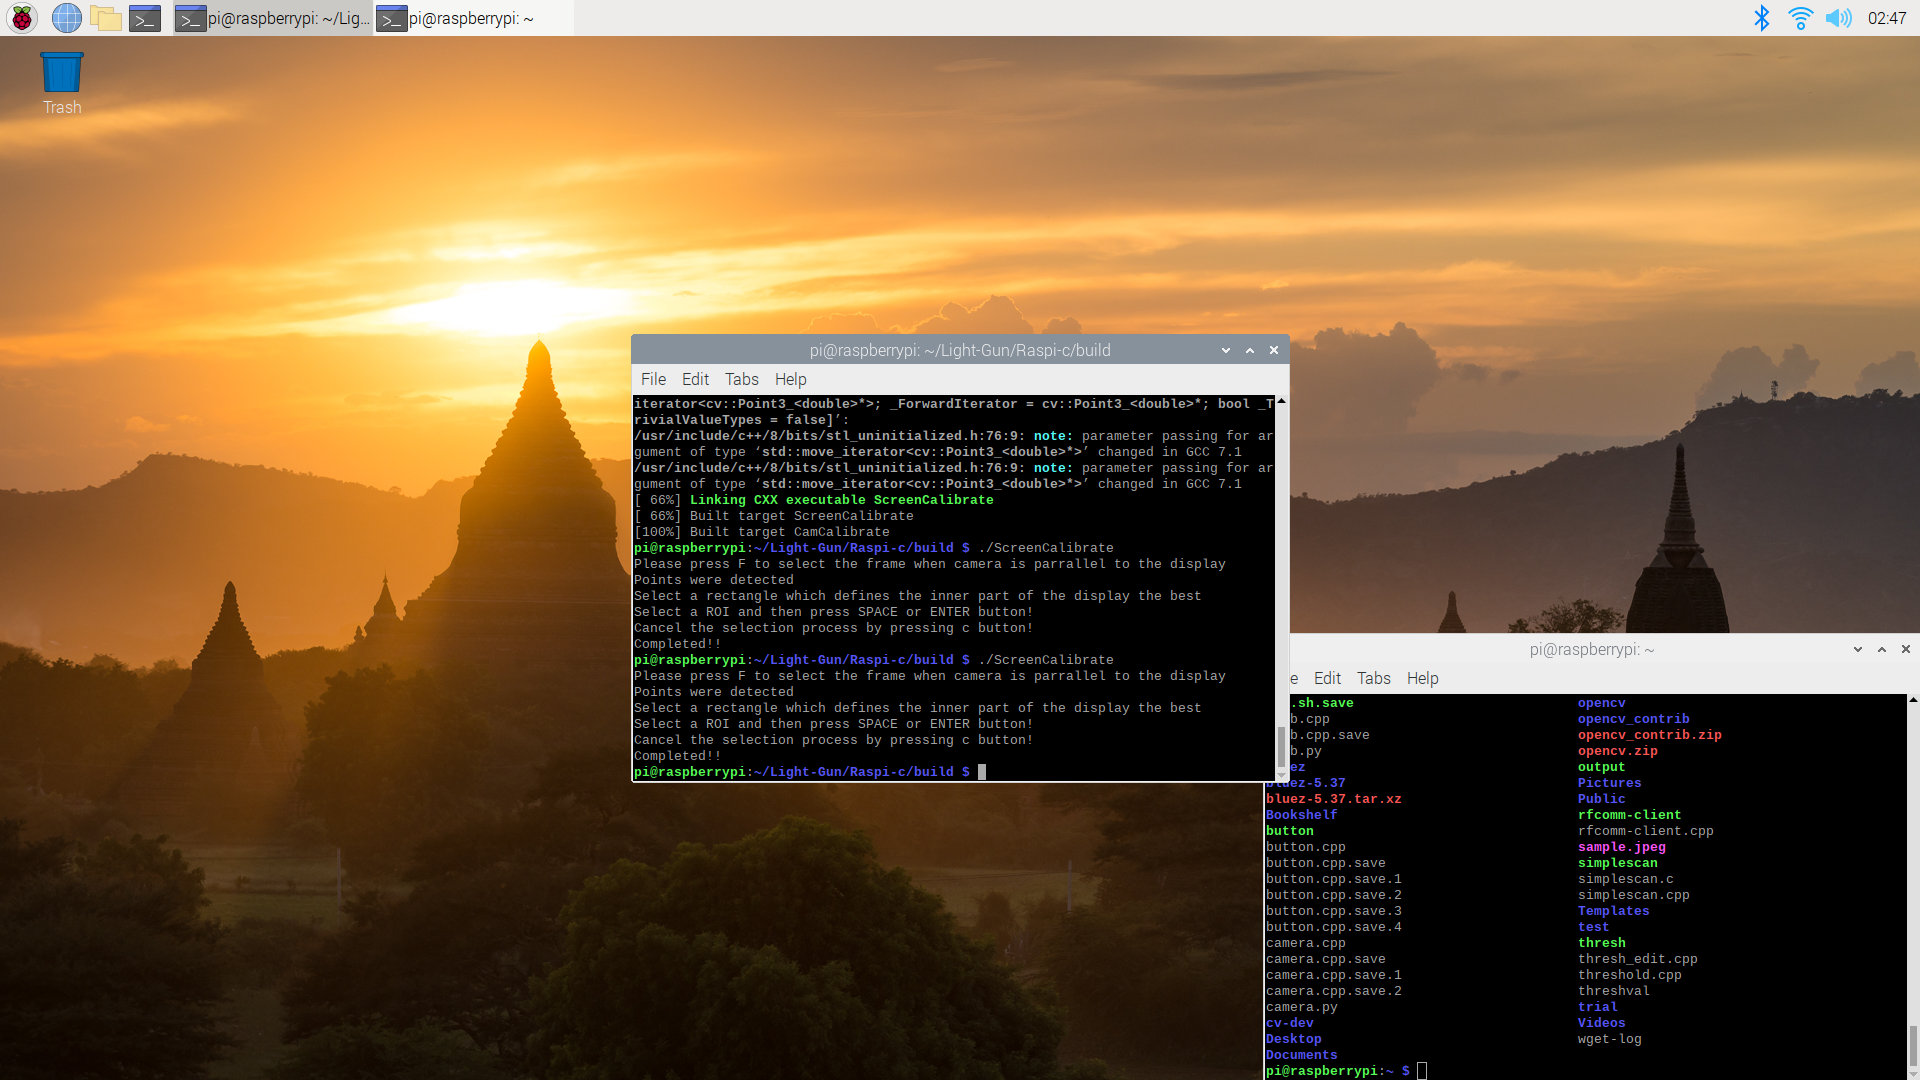 pi@raspberrypi: ~/Lig...
pi@raspberrypi: ~
02:47
Trash
pi@raspberrypi: ~/Light-Gun/Raspi-c/build
File Edit Tabs Help
iterator<cv::Point3_<double>*>; _ForwardIterator = cv::Point3_<double>*; bool _T
rivialValueTypes = false]’:
/usr/include/c++/8/bits/stl_uninitialized.h:76:9: note: parameter passing for ar
gument of type ‘std::move_iterator<cv::Point3_<double>*>’ changed in GCC 7.1
/usr/include/c++/8/bits/stl_uninitialized.h:76:9: note: parameter passing for ar
gument of type ‘std::move_iterator<cv::Point3_<double>*>’ changed in GCC 7.1
[ 66%] Linking CXX executable ScreenCalibrate
[ 66%] Built target ScreenCalibrate
[100%] Built target CamCalibrate
pi@raspberrypi:~/Light-Gun/Raspi-c/build $ ./ScreenCalibrate
Please press F to select the frame when camera is parrallel to the display
Points were detected
Select a rectangle which defines the inner part of the display the best
Select a ROI and then press SPACE or ENTER button!
Cancel the selection process by pressing c button!
Completed!!
pi@raspberrypi:~/Light-Gun/Raspi-c/build $ ./ScreenCalibrate
Please press F to select the frame when camera is parrallel to the display
Points were detected
Select a rectangle which defines the inner part of the display the best
Select a ROI and then press SPACE or ENTER button!
Cancel the selection process by pressing c button!
Completed!!
pi@raspberrypi:~/Light-Gun/Raspi-c/build $
pi@raspberrypi: ~
e Edit Tabs Help
.sh.save opencv
b.cpp opencv_contrib
b.cpp.save opencv_contrib.zip
b.py opencv.zip
output
ez Pictures
bluez-5.37
bluez-5.37.tar.xz Public
Bookshelf rfcomm-client
button rfcomm-client.cpp
button.cpp sample.jpeg
button.cpp.save simplescan
button.cpp.save.1 simplescan.c
button.cpp.save.2 simplescan.cpp
button.cpp.save.3 Templates
button.cpp.save.4 test
camera.cpp thresh
camera.cpp.save thresh_edit.cpp
camera.cpp.save.1 threshold.cpp
camera.cpp.save.2 threshval
camera.py trial
cv-dev Videos
Desktop wget-log
Documents
pi@raspberrypi:~ $